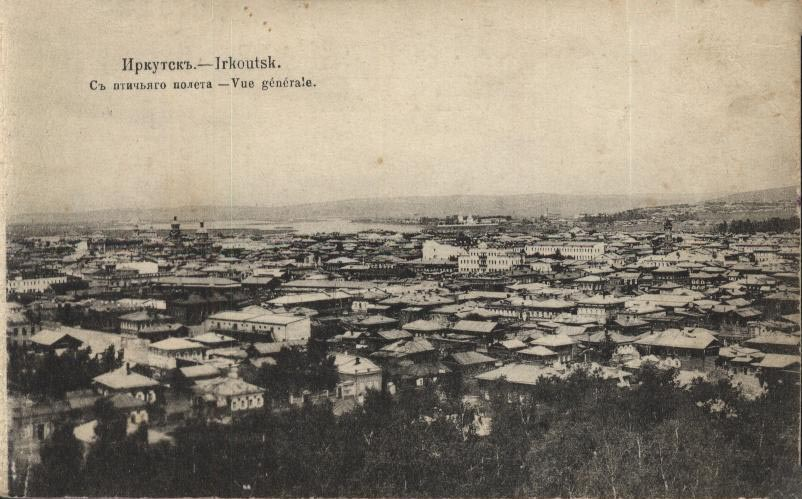 Иркутскъ.—Irkoutsk.
Съ птичьяго полета —Vue générale.